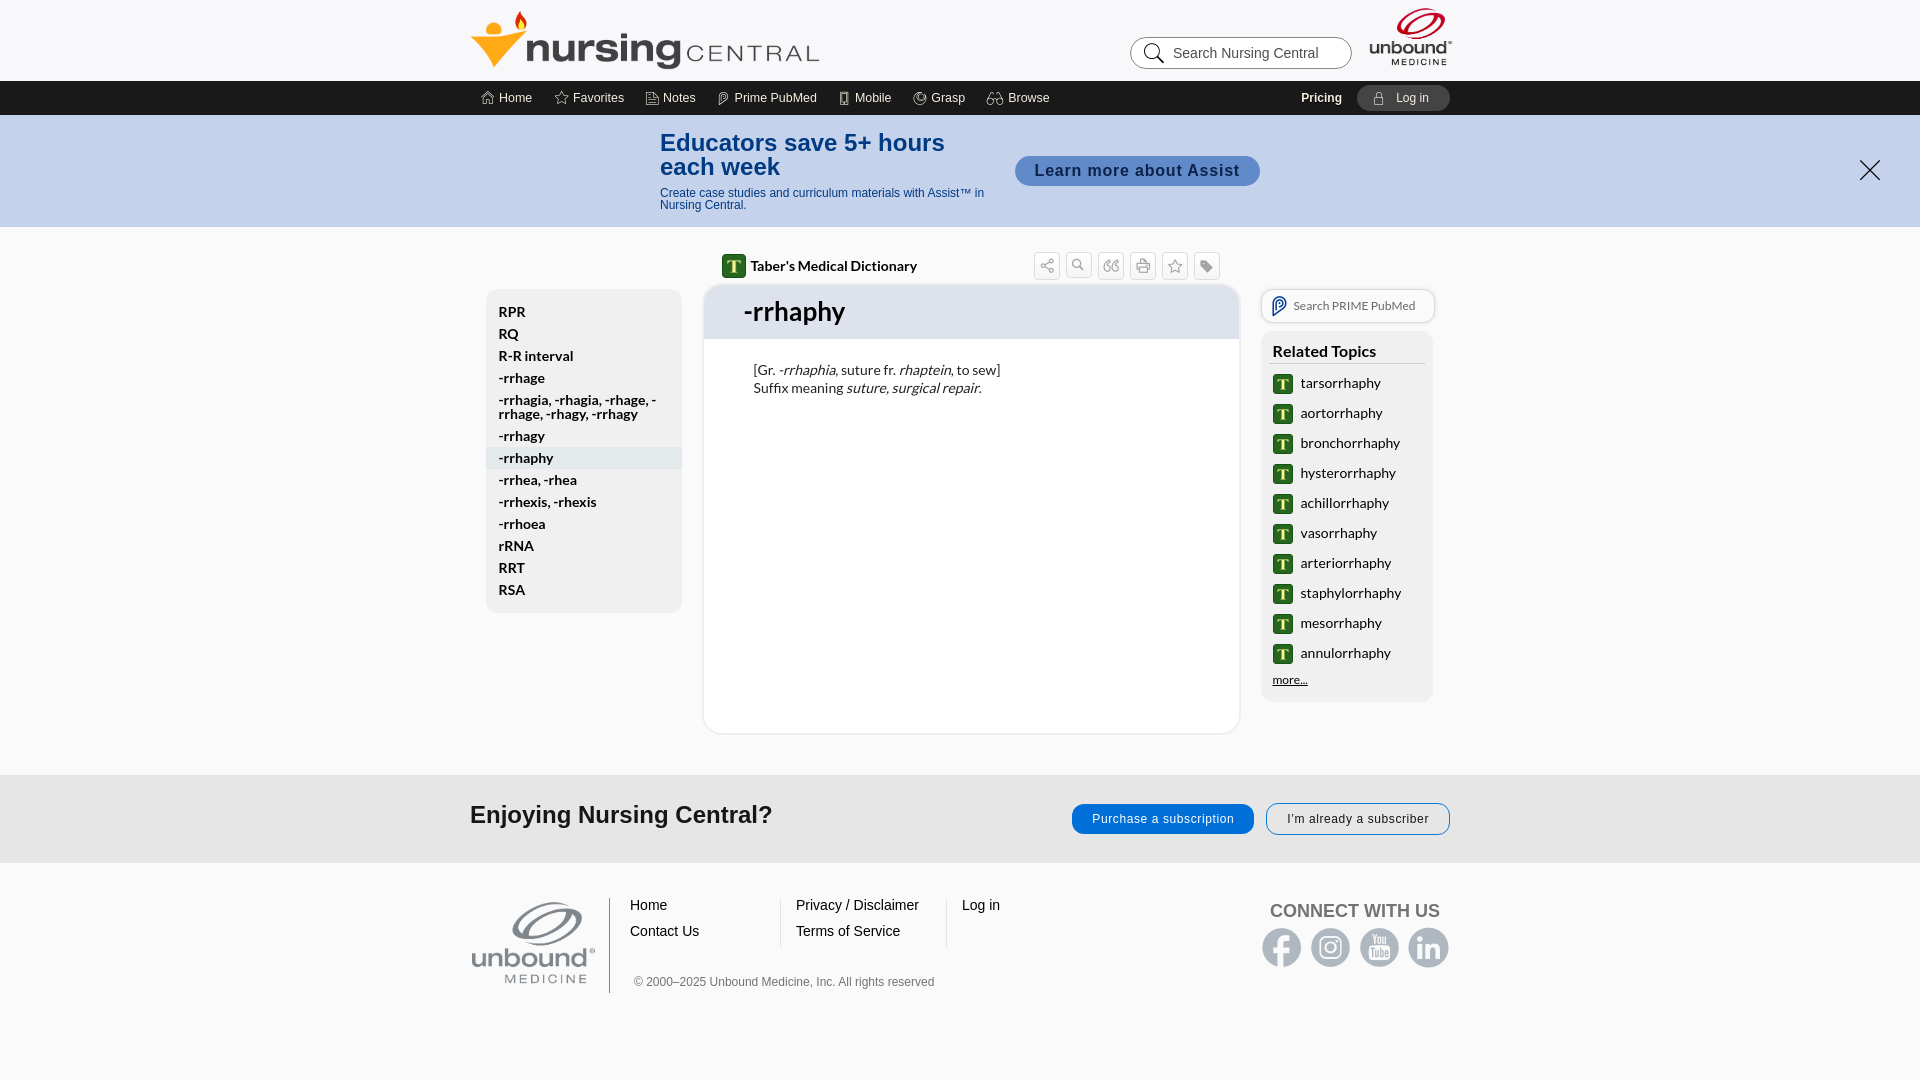 nursing CENTRAL
Search Nursing Central
unbound®
MEDICINE
Home
Favorites
Notes
Prime PubMed
Mobile
Grasp
Browse
Pricing
Log in
Educators save 5+ hours
each week
Create case studies and curriculum materials with Assist™ in
Nursing Central.
Learn more about Assist
T Taber's Medical Dictionary
RPR
RQ
R-R interval
-rrhage
-rrhagia, -rhagia, -rhage, -
rrhage, -rhagy, -rrhagy
-rrhagy
-rrhaphy
-rrhea, -rhea
-rrhexis, -rhexis
-rrhoea
rRNA
RRT
RSA
-rrhaphy
[Gr. -rrhaphia, suture fr. rhaptein, to sew]
Suffix meaning suture, surgical repair.
Search PRIME PubMed
Related Topics
T tarsorrhaphy
T aortorrhaphy
T bronchorrhaphy
T hysterorrhaphy
T achillorrhaphy
T vasorrhaphy
T arteriorrhaphy
T staphylorrhaphy
T mesorrhaphy
T annulorrhaphy
more...
Enjoying Nursing Central?
Purchase a subscription
I'm already a subscriber
unbound®
MEDICINE
Home
Contact Us
Privacy / Disclaimer
Terms of Service
Log in
© 2000–2025 Unbound Medicine, Inc. All rights reserved
CONNECT WITH US
f
You
Tube
in